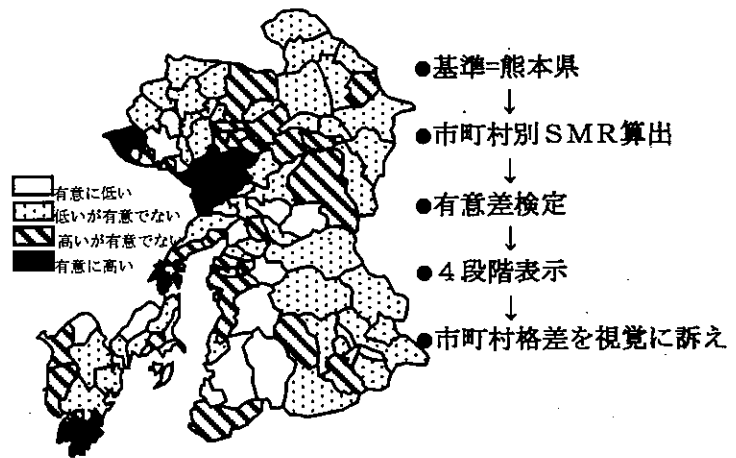 ●基準=熊本県
↓
●市町村別SMR算出
↓
●有意差検定
↓
●4段階表示
↓
●市町村格差を視覚に訴え
有意に低い
低いが有意でない
高いが有意でない
有意に高い